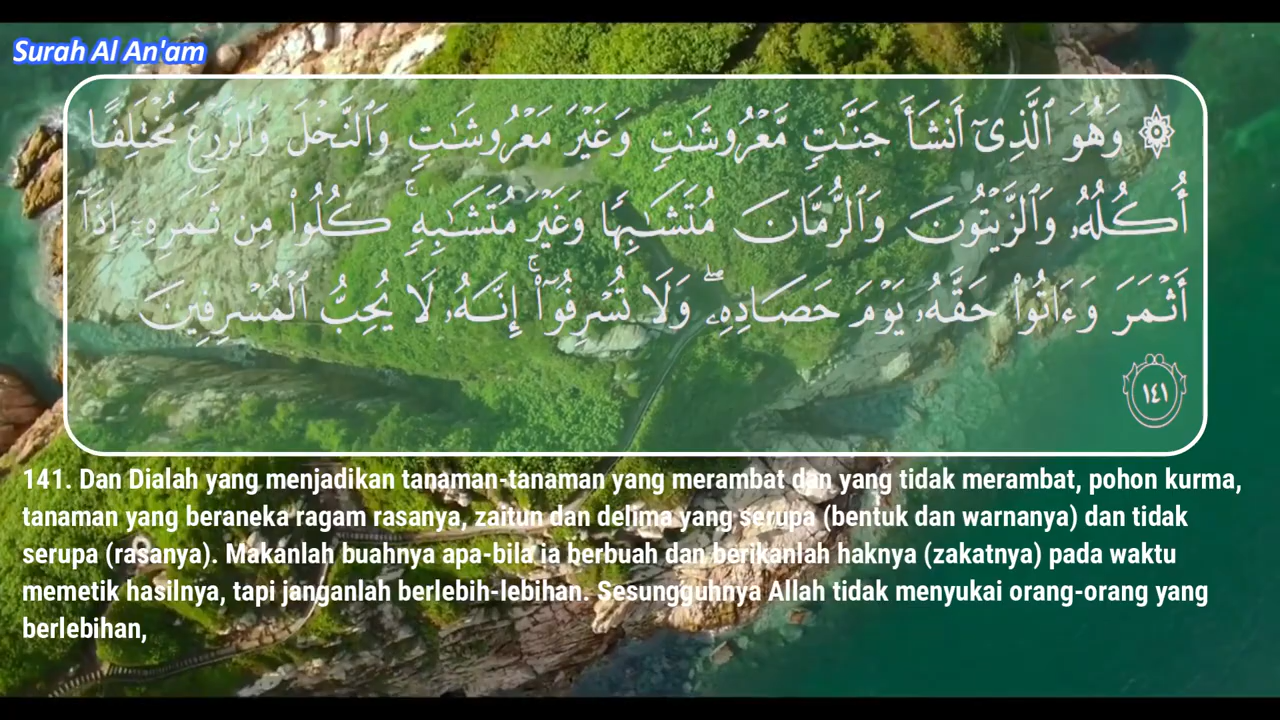 Surah Al An'am
۞ وَهُوَ ٱلَّذِىٓ أَنشَأَ جَنَّـٰتٍ مَّعْرُوشَـٰتٍ وَغَيْرَ مَعْرُوشَـٰتٍ وَٱلنَّخْلَ وَٱلزَّرْعَ مُخْتَلِفًا
أُكُلُهُۥ وَٱلزَّيْتُونَ وَٱلرُّمَّانَ مُتَشَـٰبِهًا وَغَيْرَ مُتَشَـٰبِهٍ ۚ كُلُوا۟ مِن ثَمَرِهِۦٓ إِذَآ
أَثْمَرَ وَءَاتُوا۟ حَقَّهُۥ يَوْمَ حَصَادِهِۦ ۖ وَلَا تُسْرِفُوٓا۟ ۚ إِنَّهُۥ لَا يُحِبُّ ٱلْمُسْرِفِينَ
١٤١
141. Dan Dialah yang menjadikan tanaman-tanaman yang merambat dan yang tidak merambat, pohon kurma,
tanaman yang beraneka ragam rasanya, zaitun dan delima yang serupa (bentuk dan warnanya) dan tidak
serupa (rasanya). Makanlah buahnya apa-bila ia berbuah dan berikanlah haknya (zakatnya) pada waktu
memetik hasilnya, tapi janganlah berlebih-lebihan. Sesungguhnya Allah tidak menyukai orang-orang yang
berlebihan,